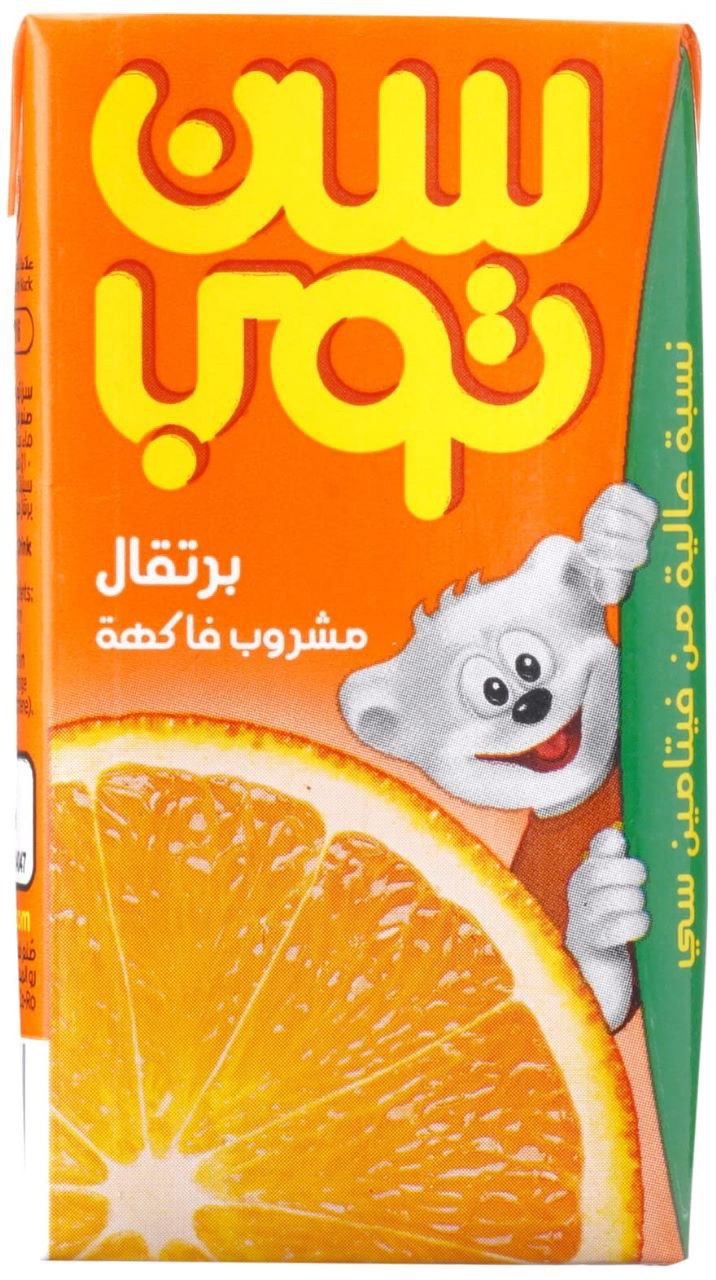 سن
توب
برتقال
مشروب فاكهة
نسبة عالية من فيتامين سي